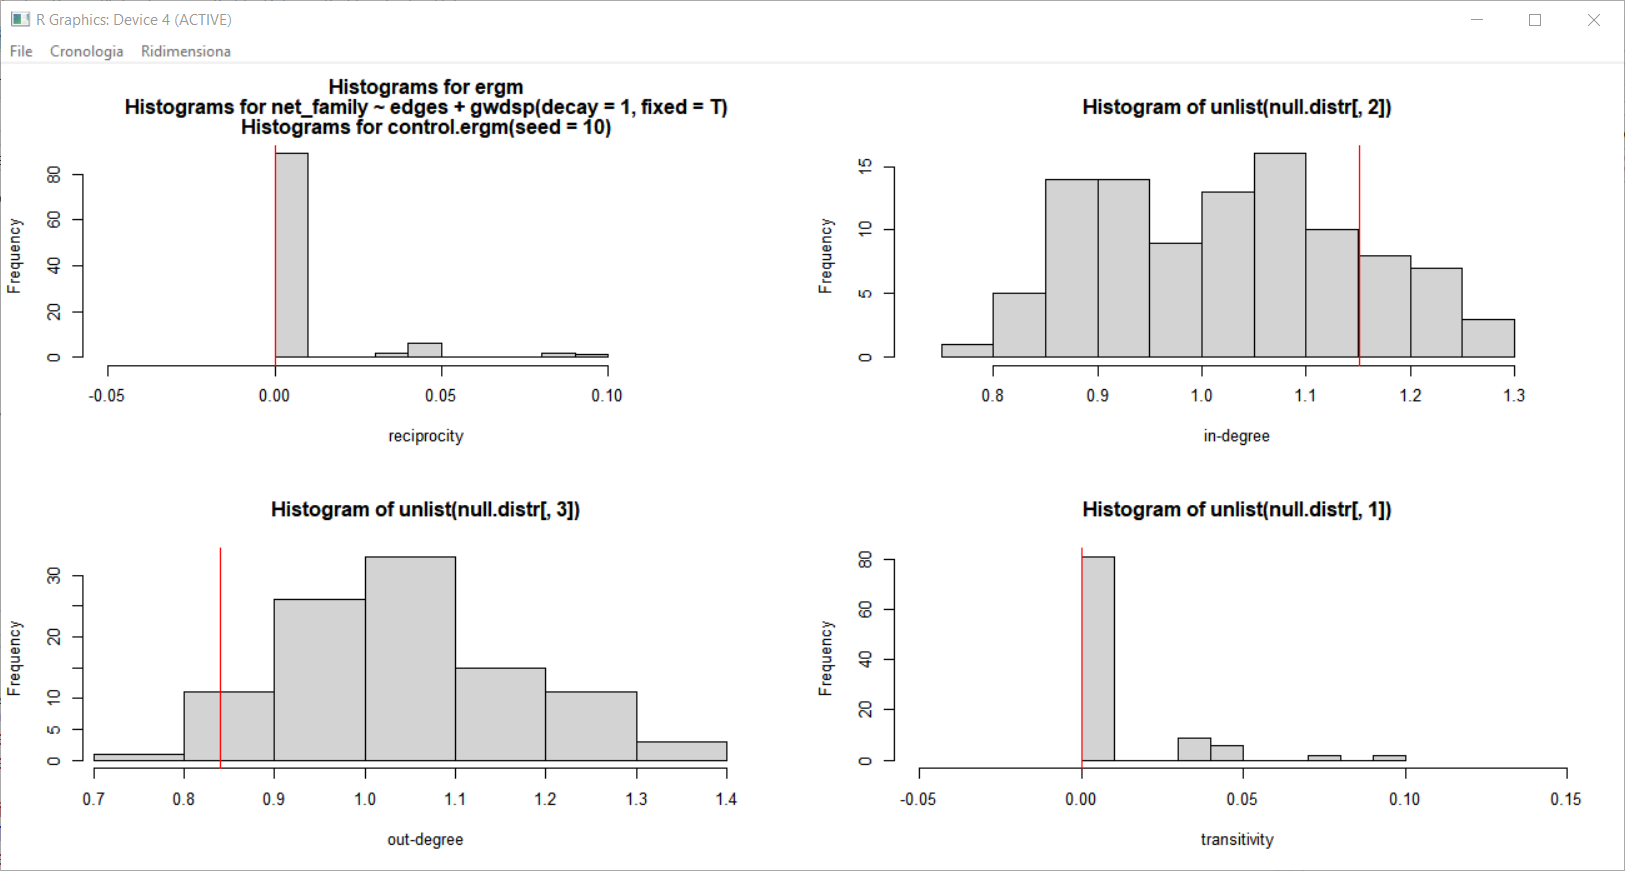 R Graphics: Device 4 (ACTIVE)
File Cronologia Ridimensiona
Histograms for ergm
Histograms for net_family ~ edges + gwdsp(decay = 1, fixed = T)
Histograms for control.ergm(seed = 10)
Frequency
0 20 40 60 80
-0.05 0.00 0.05 0.10
reciprocity
Histogram of unlist(null.distr[, 2])
Frequency
0 5 10 15
0.8 0.9 1.0 1.1 1.2 1.3
in-degree
Histogram of unlist(null.distr[, 3])
Frequency
0 5 10 20 30
0.7 0.8 0.9 1.0 1.1 1.2 1.3 1.4
out-degree
Histogram of unlist(null.distr[, 1])
Frequency
0 20 40 60 80
-0.05 0.00 0.05 0.10 0.15
transitivity